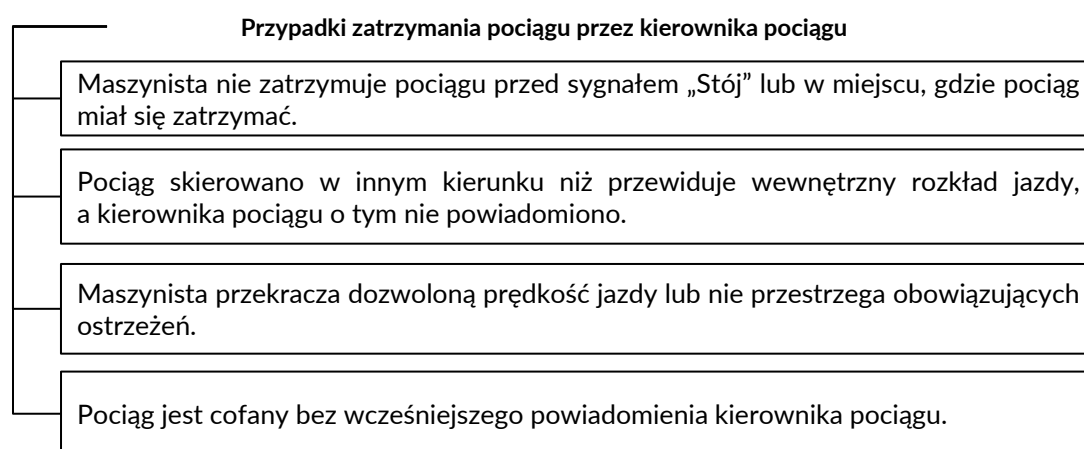 Przypadki zatrzymania pociągu przez kierownika pociągu
Maszynista nie zatrzymuje pociągu przed sygnałem „Stój” lub w miejscu, gdzie pociąg
miał się zatrzymać.
Pociąg skierowano w innym kierunku niż przewiduje wewnętrzny rozkład jazdy,
a kierownika pociągu o tym nie powiadomiono.
Maszynista przekracza dozwoloną prędkość jazdy lub nie przestrzega obowiązujących
ostrzeżeń.
Pociąg jest cofany bez wcześniejszego powiadomienia kierownika pociągu.